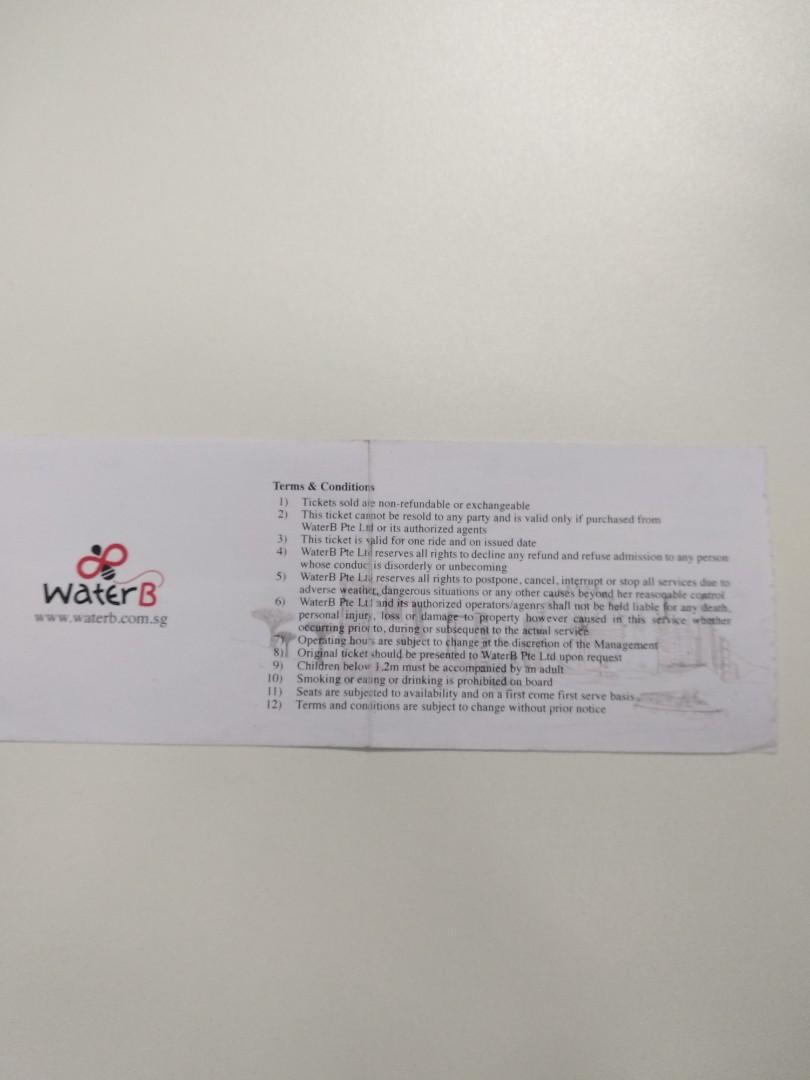 WaterB
www.waterb.com.sg
Terms & Conditions
1) Tickets sold are non-refundable or exchangeable
2) This ticket cannot be resold to any party and is valid only if purchased from
WaterB Pte Ltd or its authorized agents
3) This ticket is valid for one ride and on issued date
4) WaterB Pte Ltd reserves all rights to decline any refund and refuse admission to any person
whose conduct is disorderly or unbecoming
5) WaterB Pte Ltd reserves all rights to postpone, cancel, interrupt or stop all services due to
adverse weather, dangerous situations or any other causes beyond her reasonable control
6) WaterB Pte Ltd and its authorized operators/agenrs shall not be held liable for any death,
personal injury, loss or damage to property however caused in this service whether
occurting prior to, during or subsequent to the actual service
7) Operating hours are subject to change at the discretion of the Management
8) Original ticket should be presented to WaterB Pte Ltd upon request
9) Children below 1.2m must be accompanied by an adult
10) Smoking or eating or drinking is prohibited on board
11) Seats are subjected to availability and on a first come first serve basis
12) Terms and conditions are subject to change without prior notice